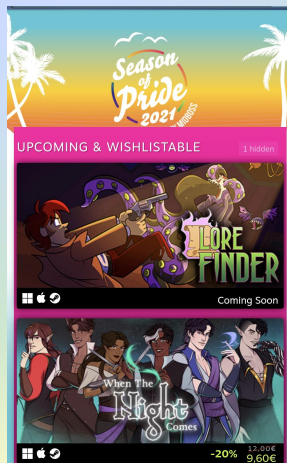 Season
of
Pride
2021
MIDBOSS
UPCOMING & WISHLISTABLE
1 hidden
LORE
FINDER
Coming Soon
When The
Night
Comes
-20%
12,00€
9,60€